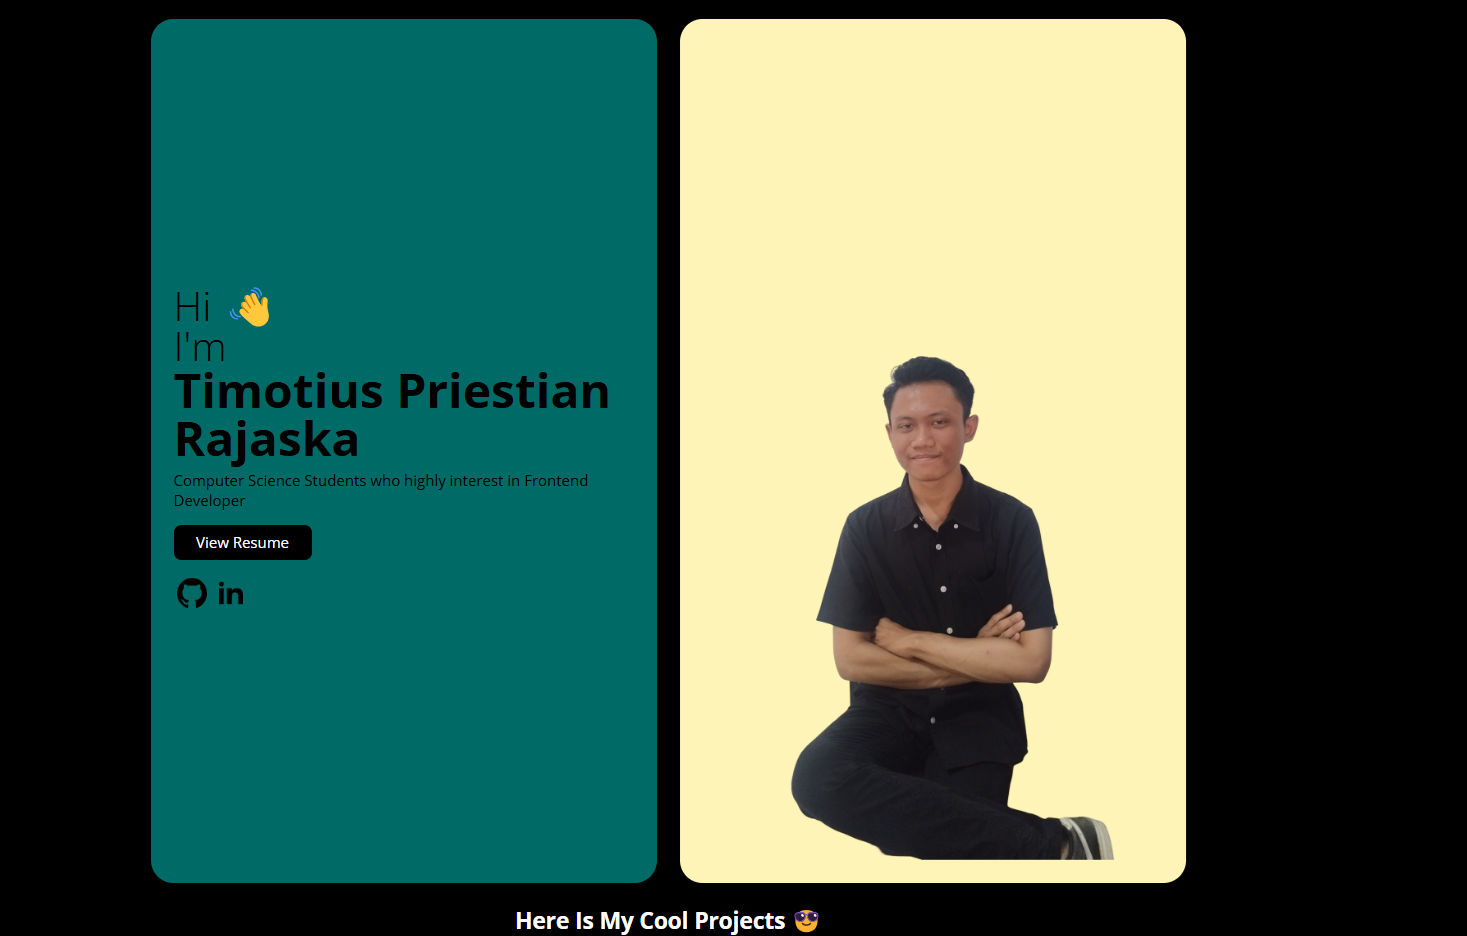 Hi 👋
I'm
Timotius Priestian
Rajaska
Computer Science Students who highly interest in Frontend
Developer
View Resume
in
Here Is My Cool Projects 😎